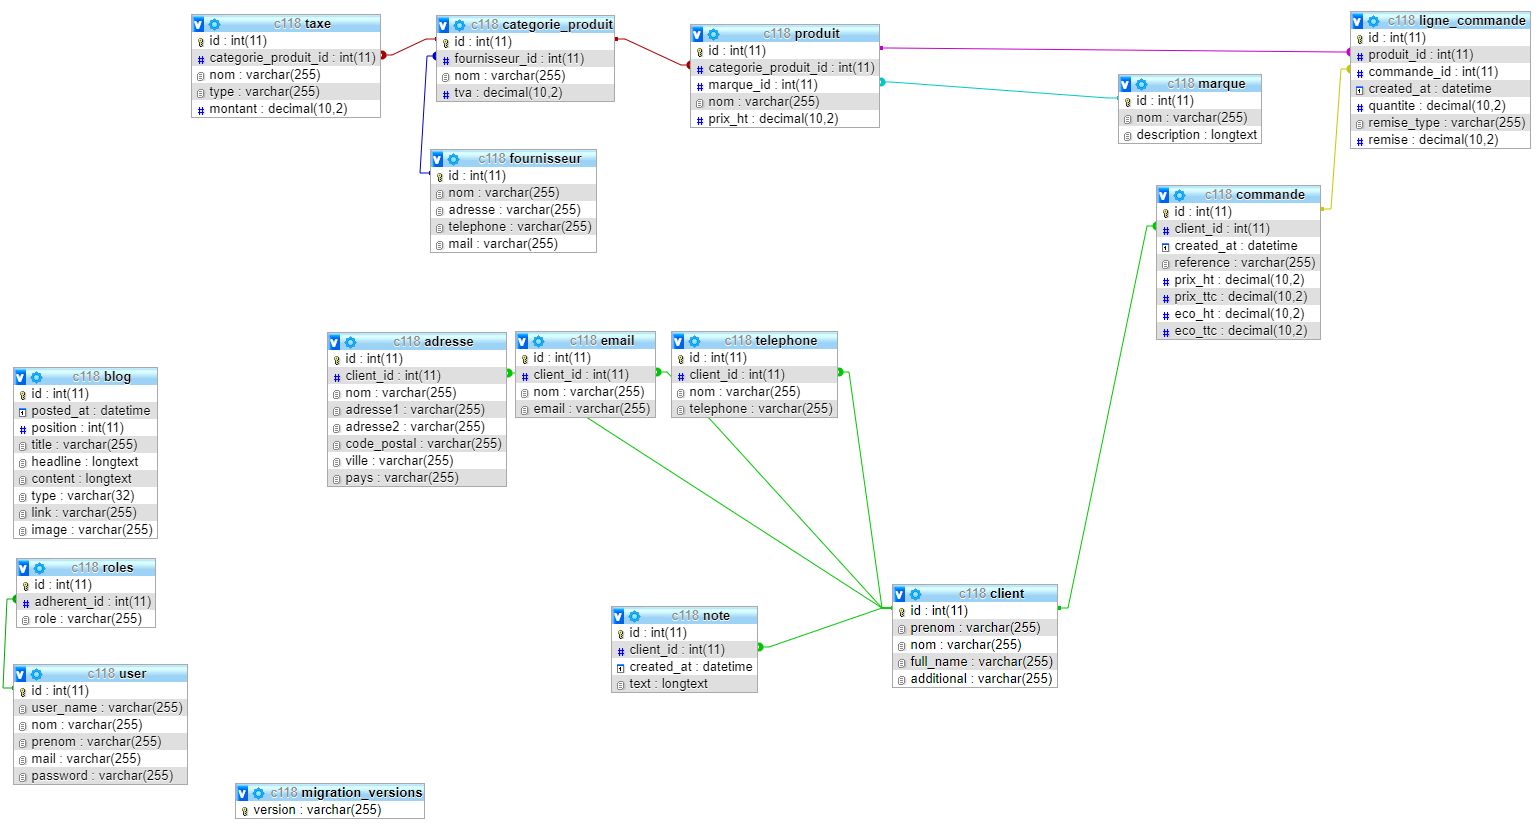 c118 taxe
id : int(11)
categorie_produit_id : int(11)
nom : varchar(255)
type : varchar(255)
montant : decimal(10,2)
c118 categorie_produit
id : int(11)
fournisseur_id : int(11)
nom : varchar(255)
tva : decimal(10,2)
c118 produit
id : int(11)
categorie_produit_id : int(11)
marque_id : int(11)
nom : varchar(255)
prix_ht : decimal(10,2)
c118 marque
id : int(11)
nom : varchar(255)
description : longtext
c118 ligne_commande
id : int(11)
produit_id : int(11)
commande_id : int(11)
created_at : datetime
quantite : decimal(10,2)
remise_type : varchar(255)
remise : decimal(10,2)
c118 fournisseur
id : int(11)
nom : varchar(255)
adresse : varchar(255)
telephone : varchar(255)
mail : varchar(255)
c118 commande
id : int(11)
client_id : int(11)
created_at : datetime
reference : varchar(255)
prix_ht : decimal(10,2)
prix_ttc : decimal(10,2)
eco_ht : decimal(10,2)
eco_ttc : decimal(10,2)
c118 adresse
id : int(11)
client_id : int(11)
nom : varchar(255)
adresse1 : varchar(255)
adresse2 : varchar(255)
code_postal : varchar(255)
ville : varchar(255)
pays : varchar(255)
c118 email
id : int(11)
client_id : int(11)
nom : varchar(255)
email : varchar(255)
c118 telephone
id : int(11)
client_id : int(11)
nom : varchar(255)
telephone : varchar(255)
c118 blog
id : int(11)
posted_at : datetime
position : int(11)
title : varchar(255)
headline : longtext
content : longtext
type : varchar(32)
link : varchar(255)
image : varchar(255)
c118 roles
id : int(11)
adherent_id : int(11)
role : varchar(255)
c118 note
id : int(11)
client_id : int(11)
created_at : datetime
text : longtext
c118 client
id : int(11)
prenom : varchar(255)
nom : varchar(255)
full_name : varchar(255)
additional : varchar(255)
c118 user
id : int(11)
user_name : varchar(255)
nom : varchar(255)
prenom : varchar(255)
mail : varchar(255)
password : varchar(255)
c118 migration_versions
version : varchar(255)